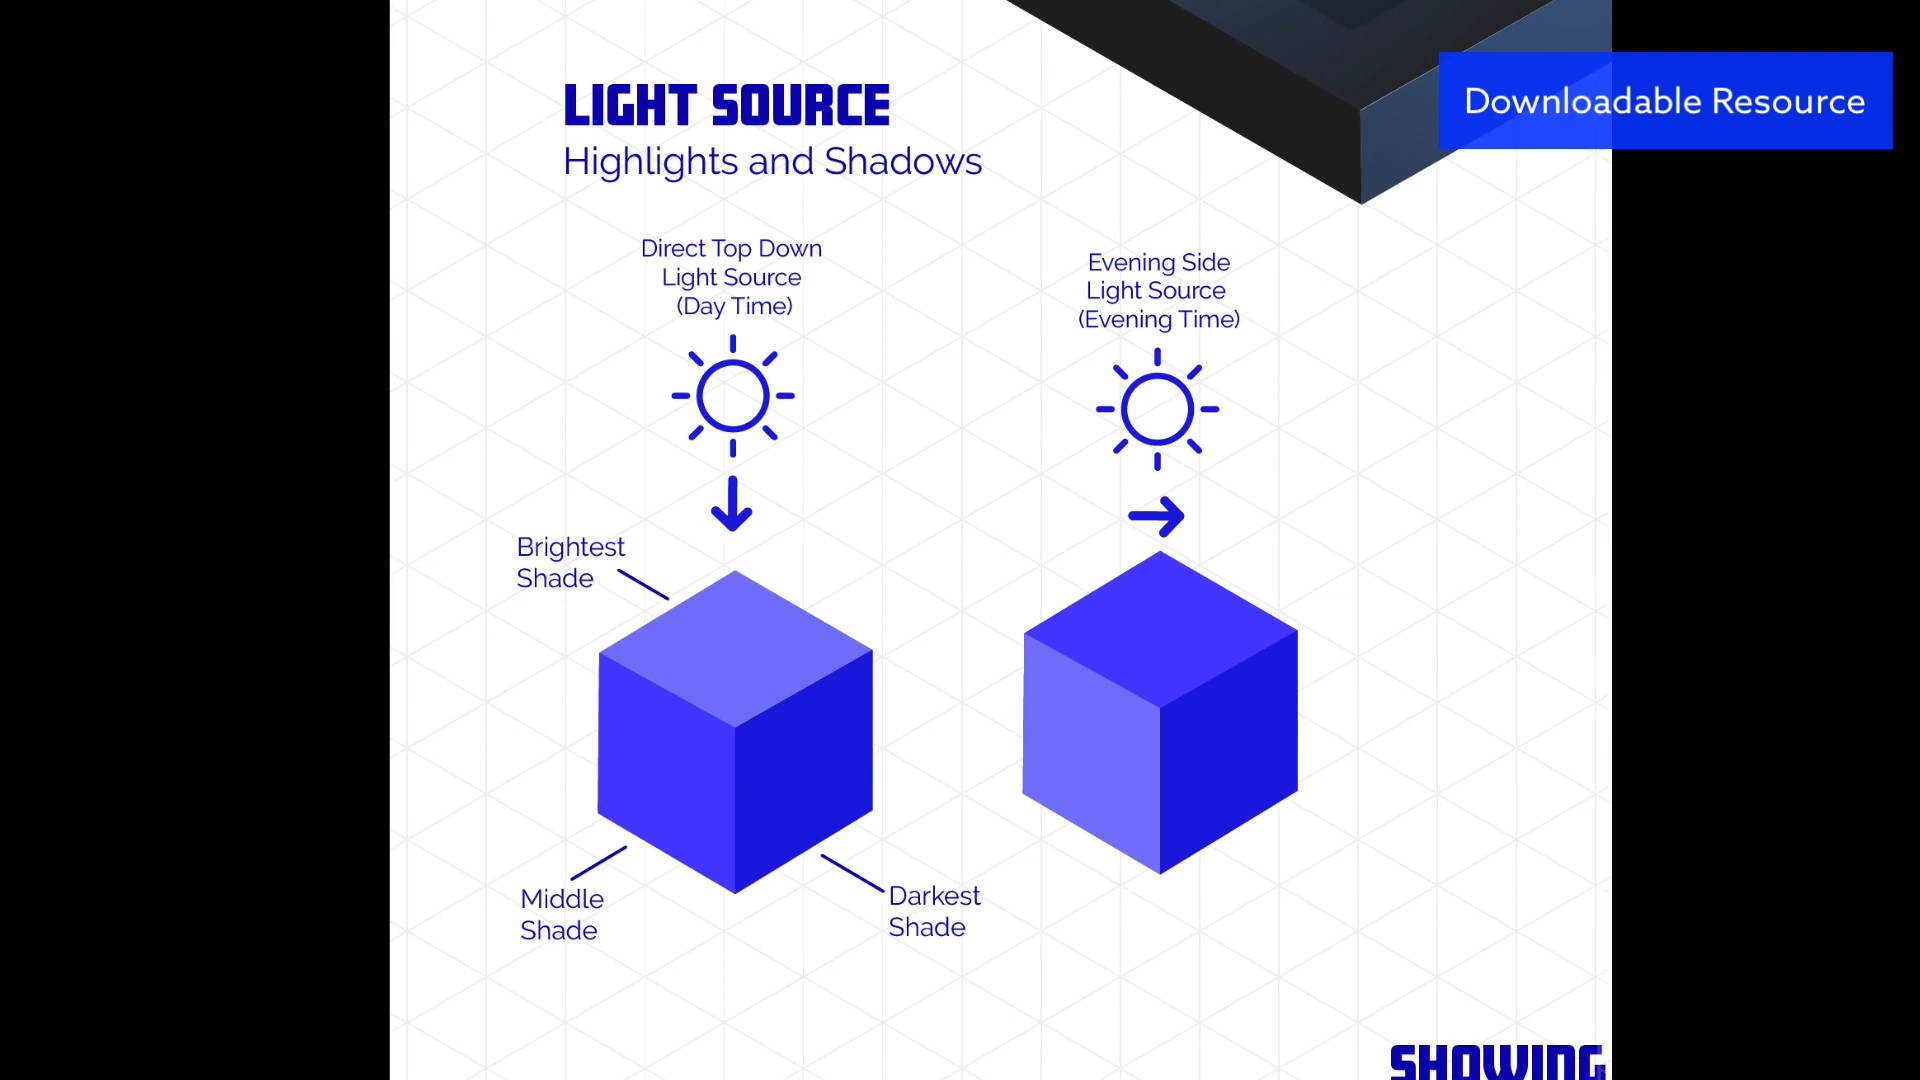 LIGHT SOURCE
Highlights and Shadows
Downloadable Resource
Direct Top Down
Light Source
(Day Time)
Evening Side
Light Source
(Evening Time)
Brightest
Shade
Middle
Shade
Darkest
Shade
SHOWING